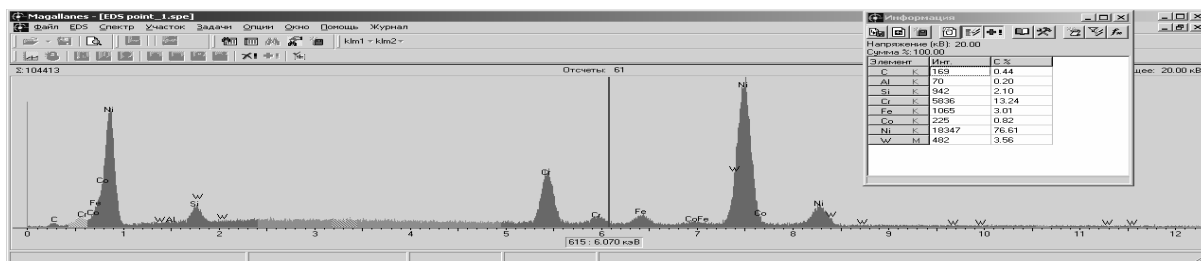 Magallanes - [EDS point_1.spe]
Файл EDS Спектр Участок Задачи Опции Окно Помощь Журнал
klm1 klm2
Σ: 104413
Отсчеты: 61
щее: 20.00 кВ
Ni
Co
Fe
Cr Co
C
W Al
W
Si
W
Cr
Cr
Fe
Co Fe
Ni
W
Co
Ni
W
W
W
W
W
W
0 1 2 3 4 5 6 7 8 9 10 11 12
615 : 6.070 кэВ
Информация
Напряжение (кВ): 20.00
Сумма %: 100.00
Элемент Инт. С %
C K 169 0.44
Al K 70 0.20
Si K 942 2.10
Cr K 5836 13.24
Fe K 1065 3.01
Co K 225 0.82
Ni K 18347 76.61
W M 482 3.56